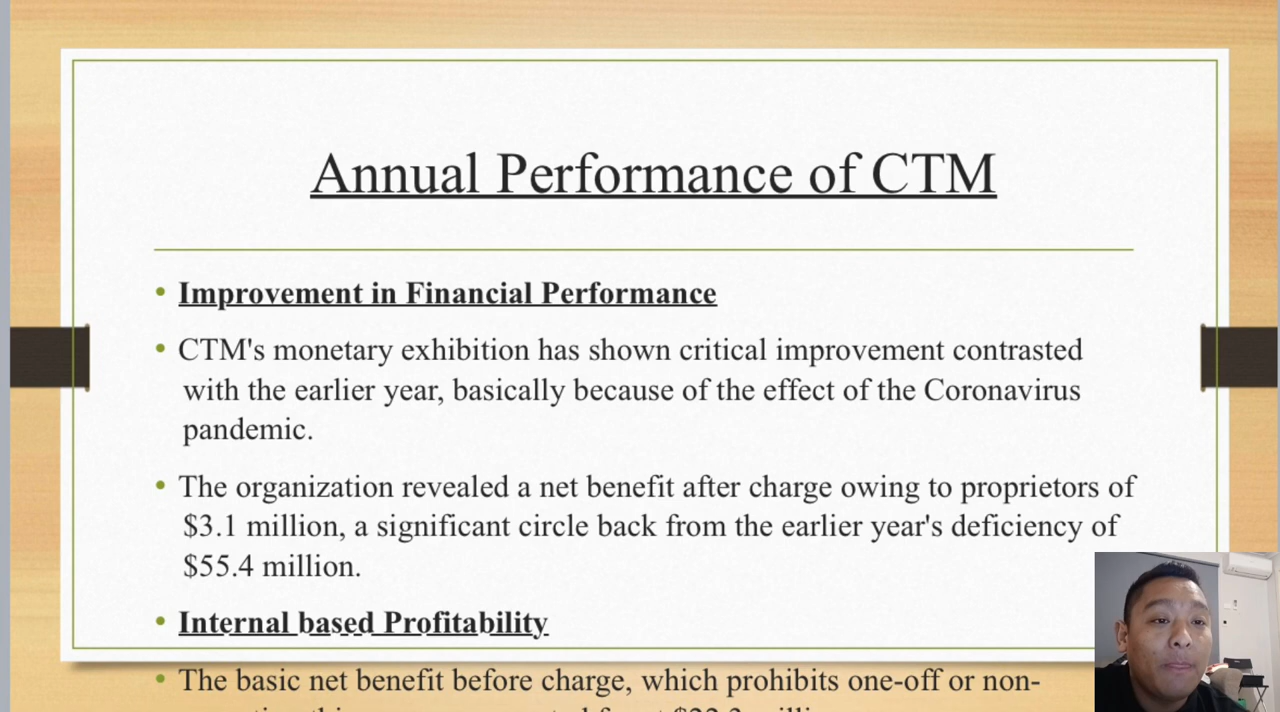 Annual Performance of CTM
• Improvement in Financial Performance
• CTM's monetary exhibition has shown critical improvement contrasted
with the earlier year, basically because of the effect of the Coronavirus
pandemic.
• The organization revealed a net benefit after charge owing to proprietors of
$3.1 million, a significant circle back from the earlier year's deficiency of
$55.4 million.
• Internal based Profitability
• The basic net benefit before charge, which prohibits one-off or non-